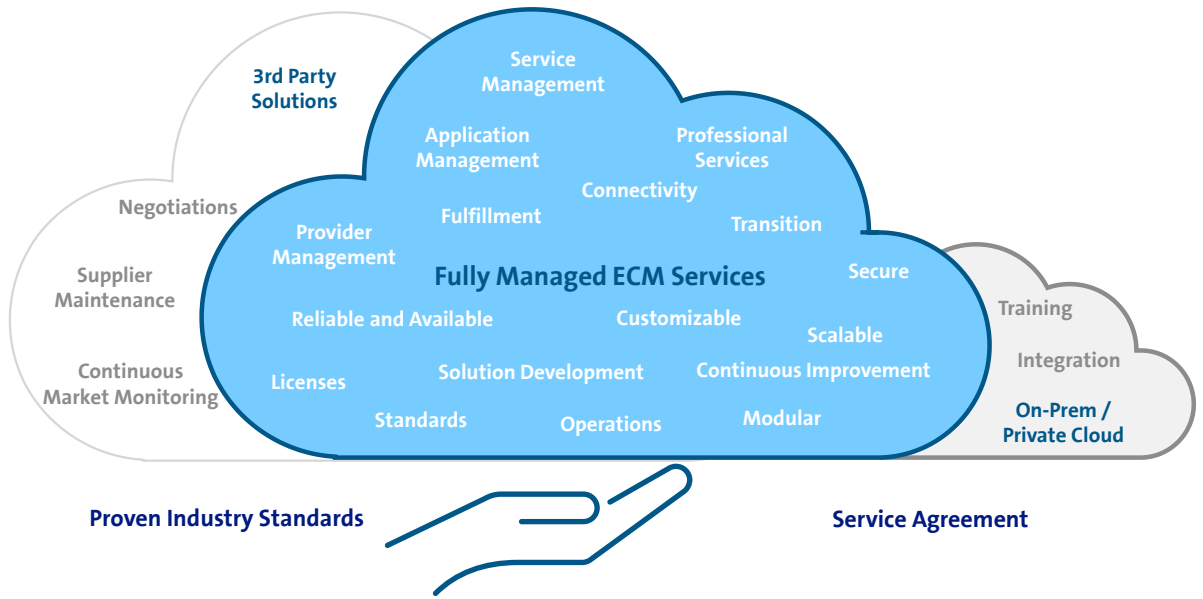 3rd Party
Solutions
Negotiations
Supplier
Maintenance
Continuous
Market Monitoring
Service
Management
Application
Management
Professional
Services
Connectivity
Fulfillment
Transition
Provider
Management
Fully Managed ECM Services
Secure
Reliable and Available
Customizable
Scalable
Licenses
Solution Development
Continuous Improvement
Standards
Operations
Modular
Training
Integration
On-Prem /
Private Cloud
Proven Industry Standards
Service Agreement